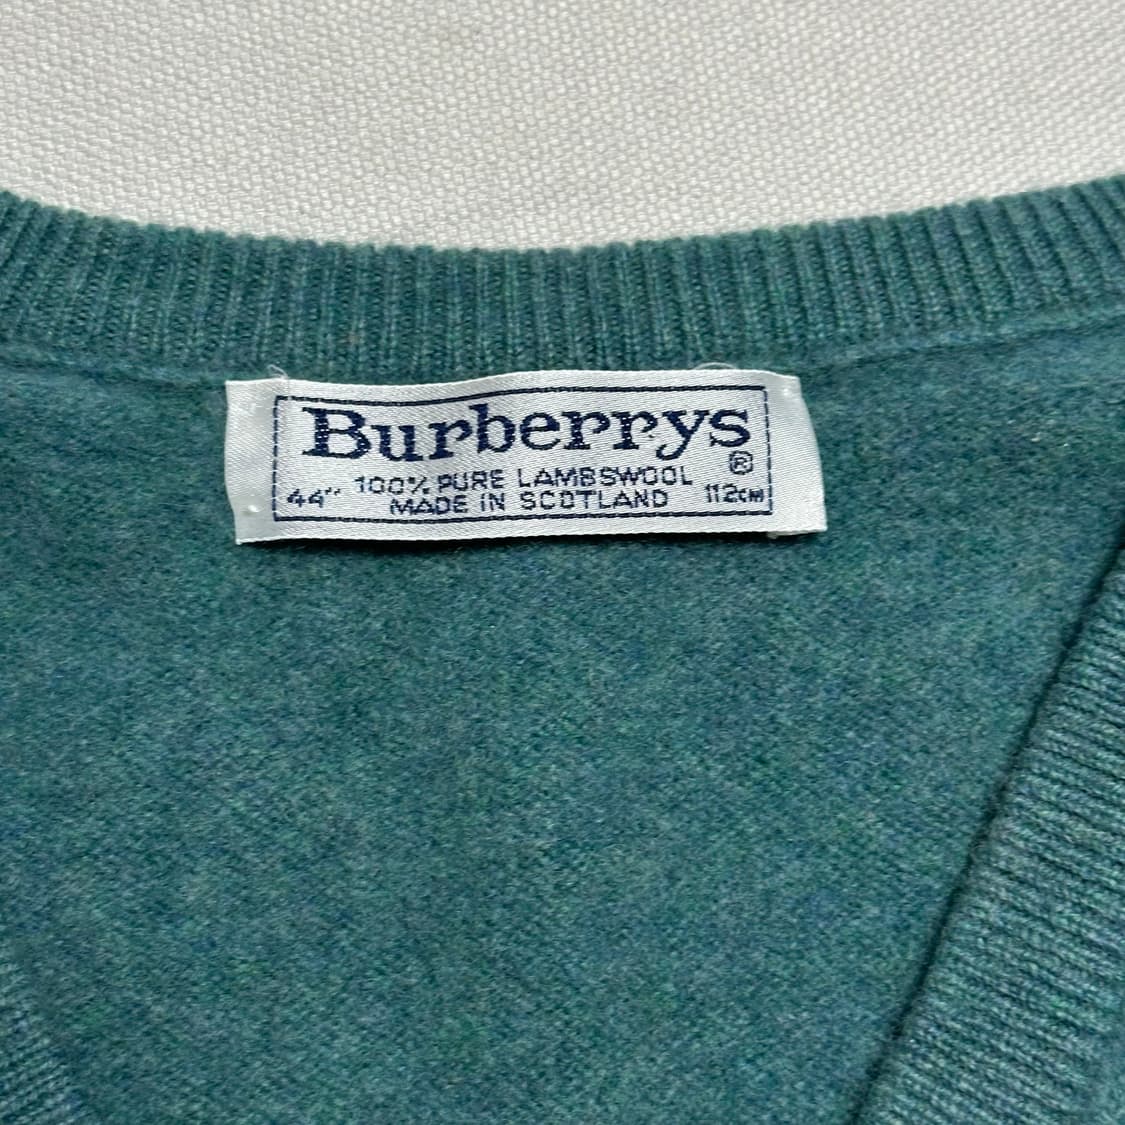 Burberrys
®
100% PURE LAMBSWOOL
44" MADE IN SCOTLAND 112CM